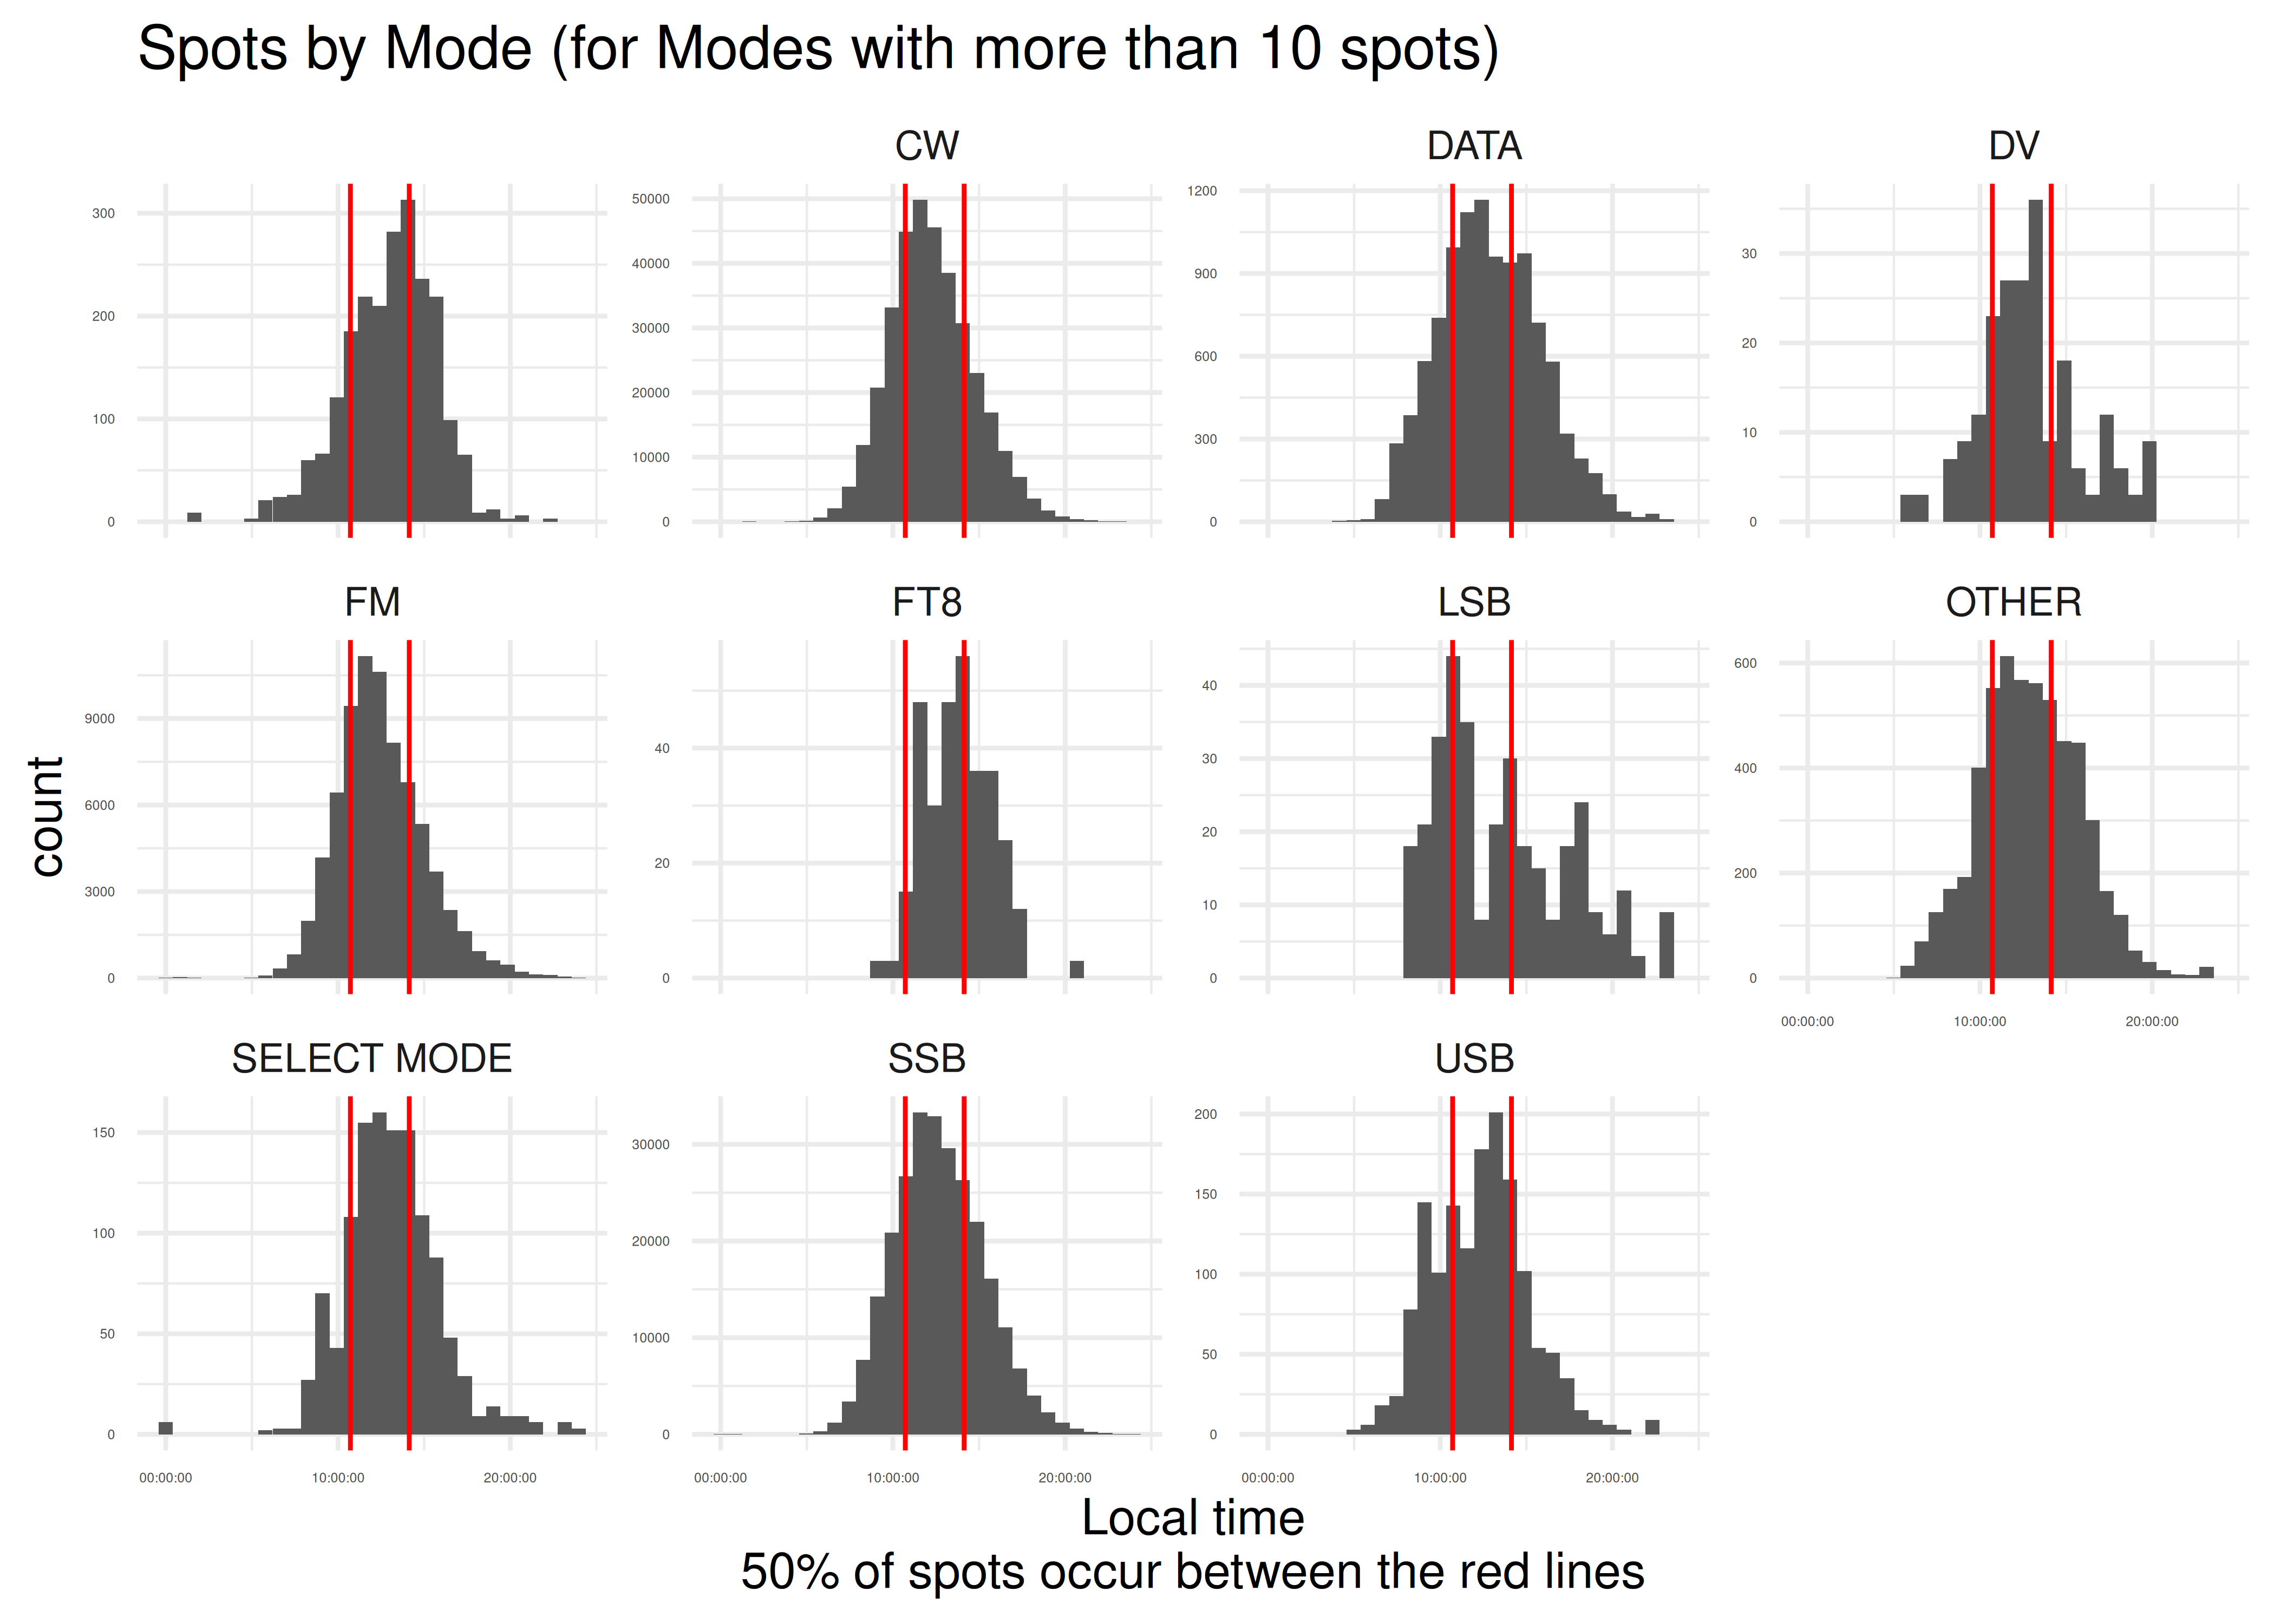 Spots by Mode (for Modes with more than 10 spots)
CW
DATA
DV
300
200
100
0
50000
40000
30000
20000
10000
0
1200
900
600
300
0
30
20
10
0
FM
FT8
LSB
OTHER
9000
6000
3000
0
40
20
0
40
30
20
10
0
600
400
200
0
00:00:00 10:00:00 20:00:00
SELECT MODE
SSB
USB
150
100
50
0
30000
20000
10000
0
200
150
100
50
0
00:00:00 10:00:00 20:00:00
00:00:00 10:00:00 20:00:00
00:00:00 10:00:00 20:00:00
count
Local time
50% of spots occur between the red lines